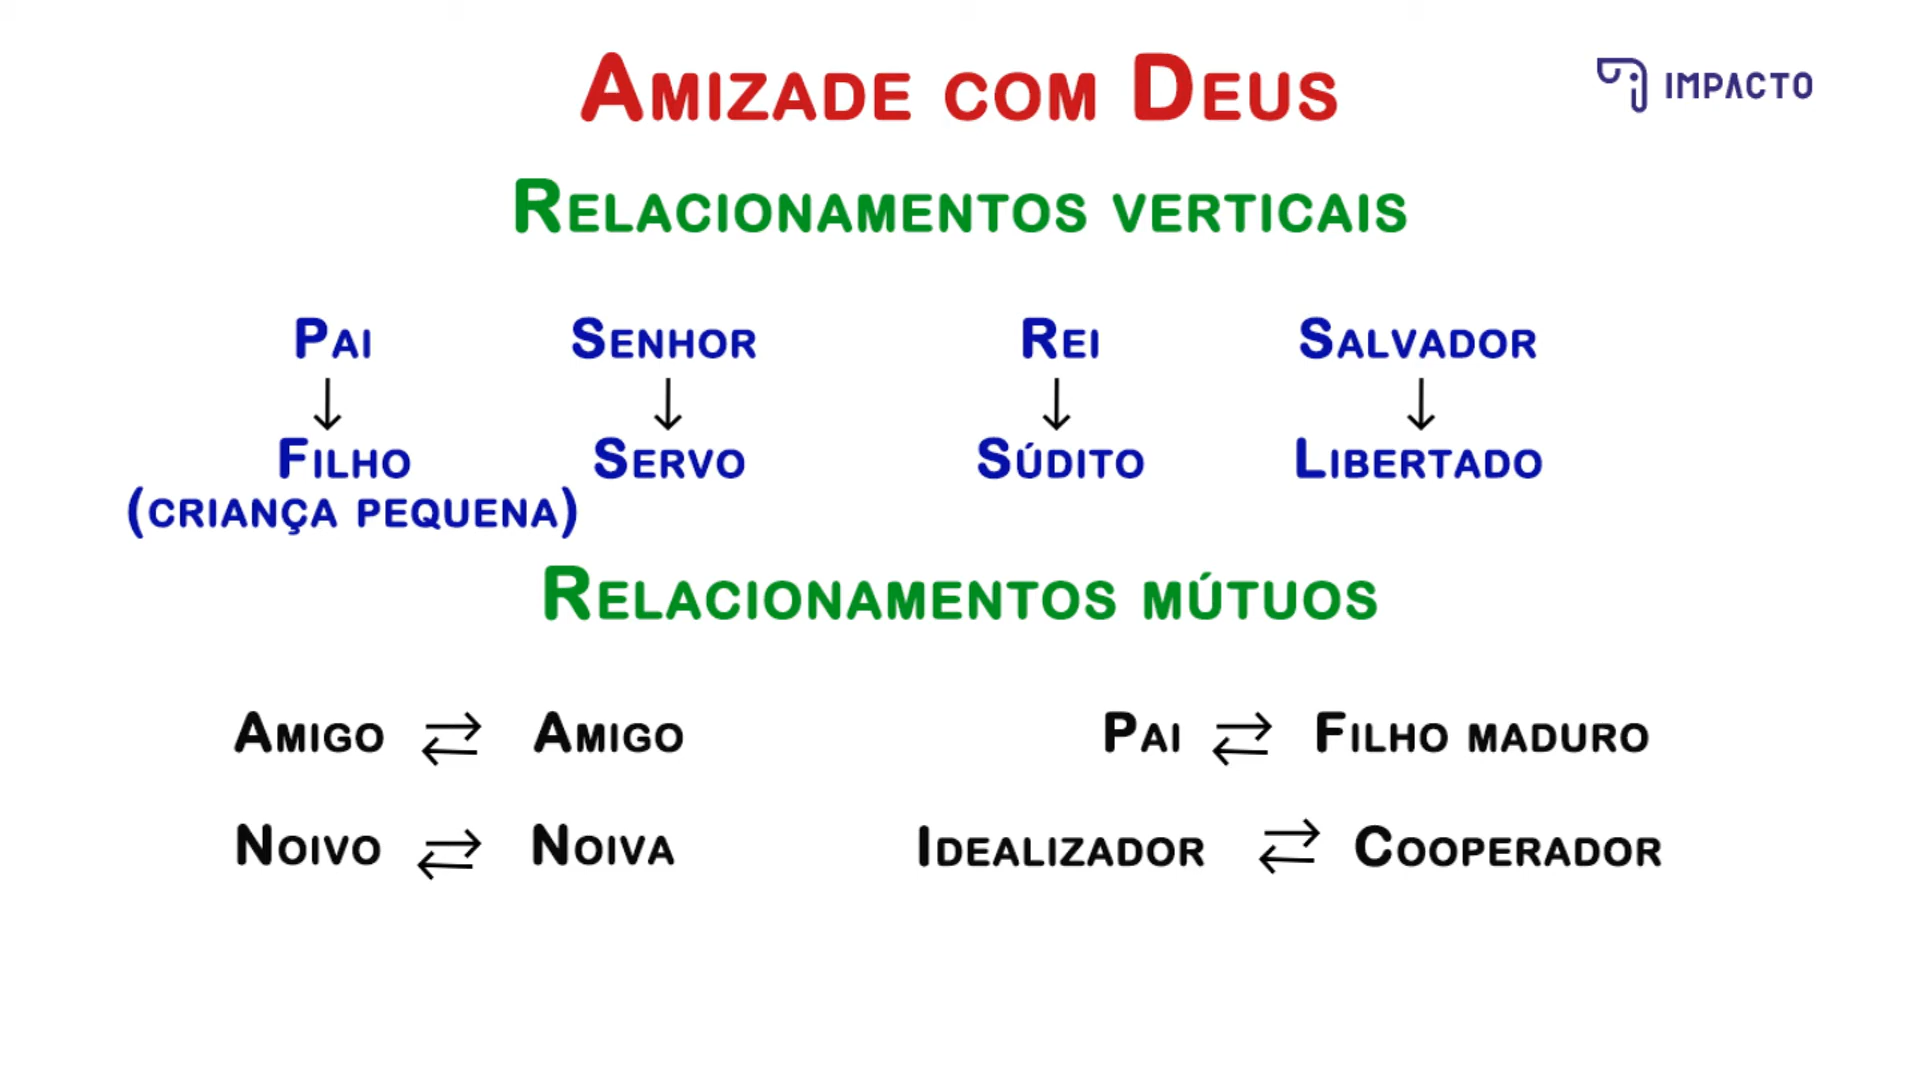 Amizade com Deus
IMPACTO
Relacionamentos verticais
Pai Senhor Rei Salvador
↓ ↓ ↓ ↓
Filho Servo Súdito Libertado
(criança pequena)
Relacionamentos mútuos
Amigo ⇄ Amigo Pai ⇄ Filho maduro
Noivo ⇄ Noiva Idealizador ⇄ Cooperador